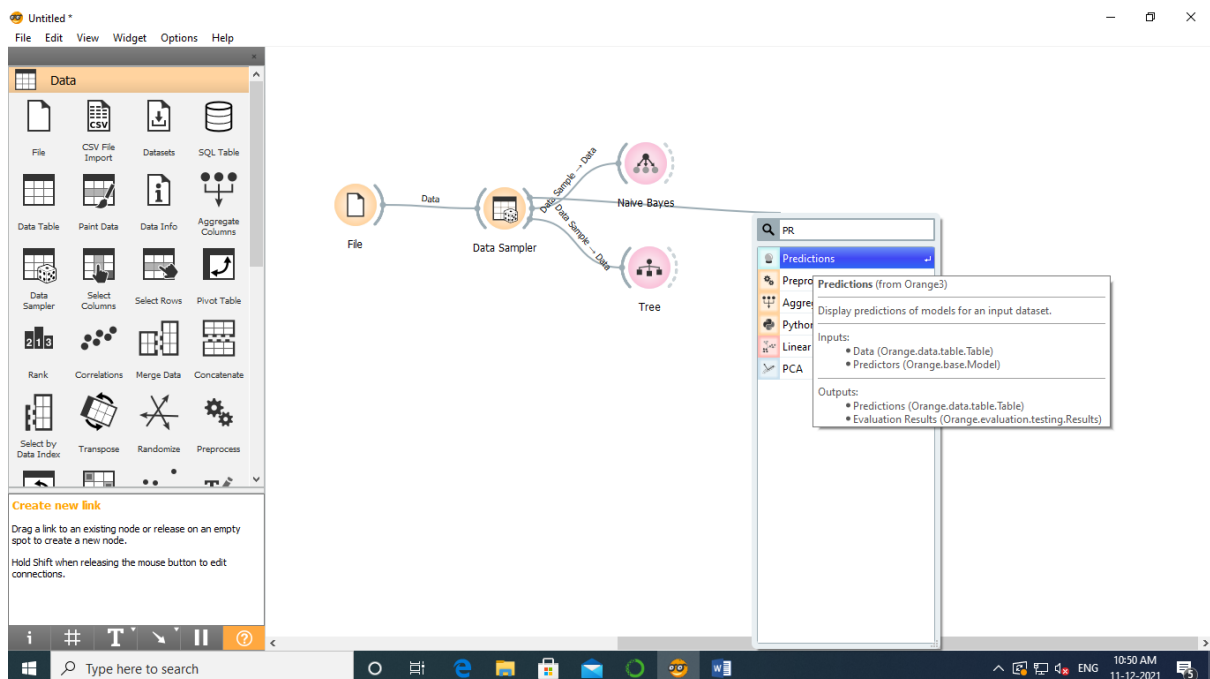 Untitled *
File Edit View Widget Options Help
Data
File
CSV File
Import
Datasets
SQL Table
Data Table
Paint Data
Data Info
Aggregate
Columns
Data
Sampler
Select
Columns
Select Rows
Pivot Table
Rank
Correlations
Merge Data
Concatenate
Select by
Data Index
Transpose
Randomize
Preprocess
Create new link
Drag a link to an existing node or release on an empty
spot to create a new node.
Hold Shift when releasing the mouse button to edit
connections.
File
Data
Data Sampler
Data Sample → Data
Data Sample → Data
Naive Bayes
Tree
PR
Predictions
Prepro
Aggre
Python
Linear
PCA
Predictions (from Orange3)
Display predictions of models for an input dataset.
Inputs:
• Data (Orange.data.table.Table)
• Predictors (Orange.base.Model)
Outputs:
• Predictions (Orange.data.table.Table)
• Evaluation Results (Orange.evaluation.testing.Results)
Type here to search
ENG
10:50 AM
11-12-2021
5